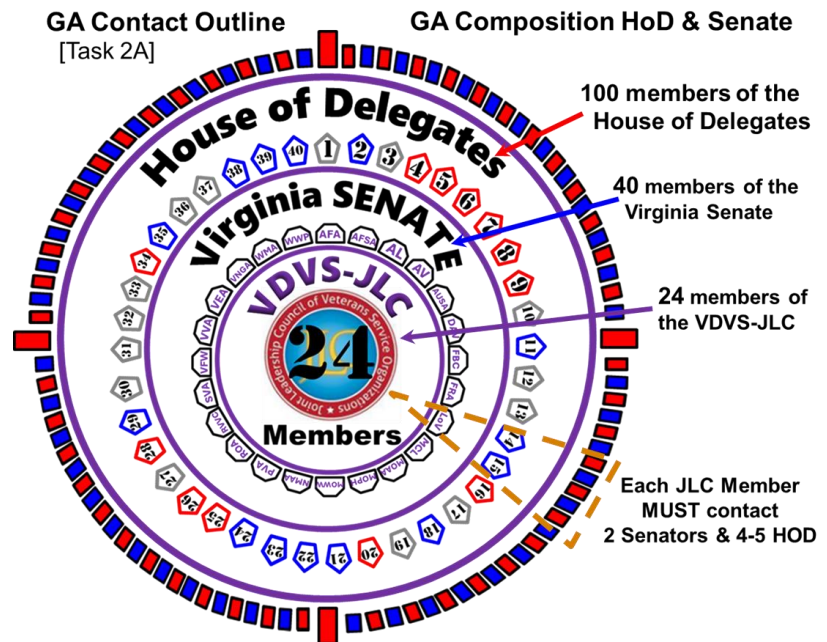 GA Contact Outline
[Task 2A]
GA Composition HoD & Senate
100 members of the
House of Delegates
40 members of the
Virginia Senate
24 members of
the VDVS-JLC
Each JLC Member
MUST contact
2 Senators & 4-5 HOD
House of Delegates
1
2
3
4
5
6
7
8
9
10
11
12
13
14
15
16
17
18
19
20
21
22
23
24
25
26
27
28
29
30
31
32
33
34
35
36
37
38
39
40
Virginia SENATE
AFA
AFSA
AL
AV
AUSA
DAV
FBC
FRA
LoV
MCL
MOAA
MOPH
MOWW
NMAA
PVA
ROA
RVVC
SVA
VFW
VVA
VEA
VNGA
WMA
WWP
VDVS-JLC
Joint Leadership Council of Veterans Service Organizations
24
Members